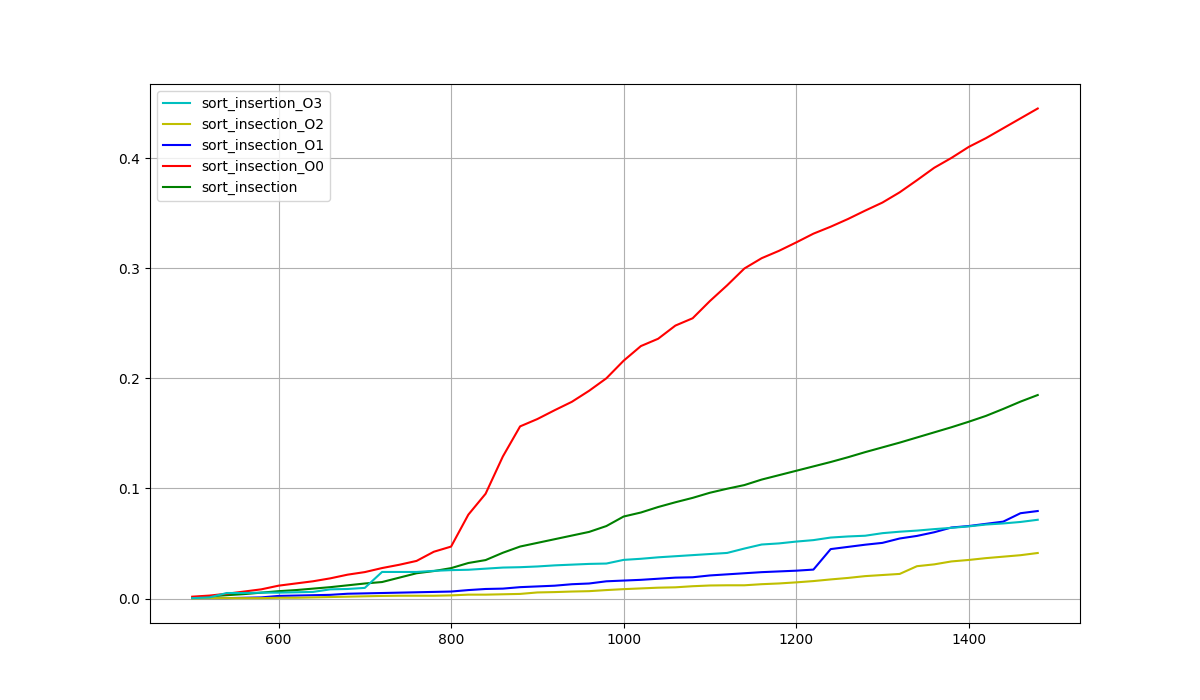 sort_insertion_O3
sort_insection_O2
sort_insection_O1
sort_insection_O0
sort_insection
0.4
0.3
0.2
0.1
0.0
600 800 1000 1200 1400